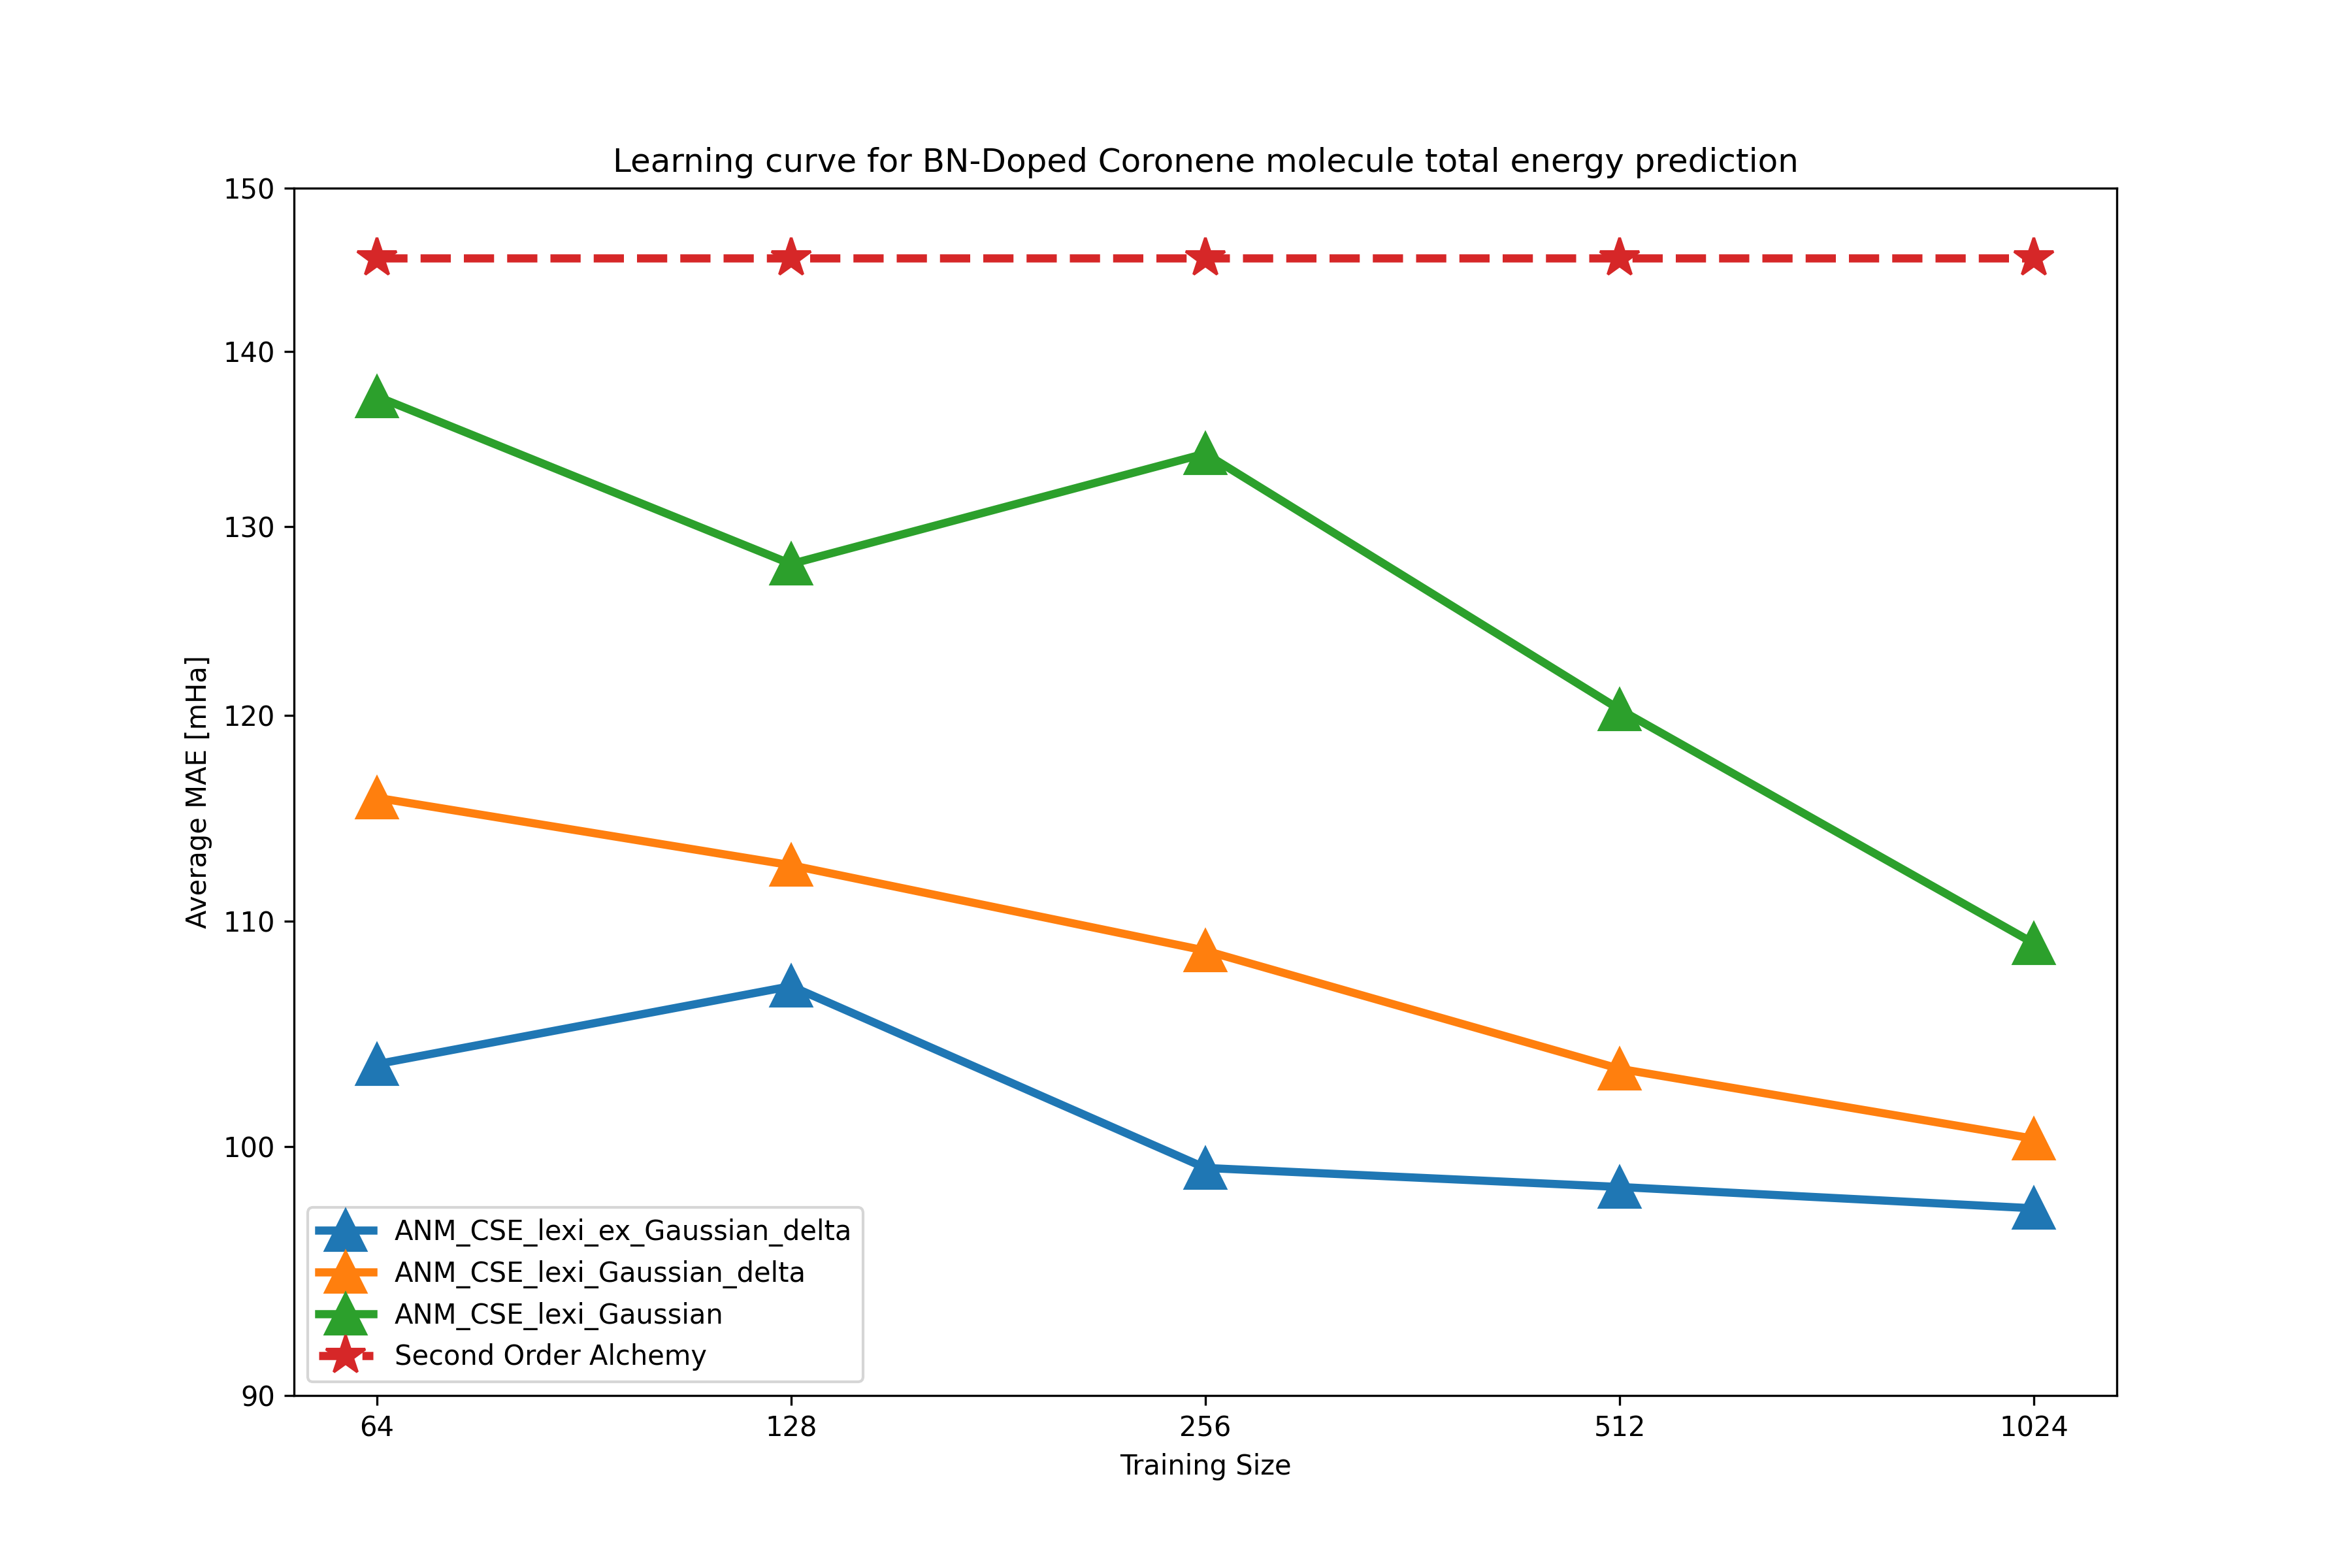 Learning curve for BN-Doped Coronene molecule total energy prediction
150
140
130
120
110
100
90
Average MAE [mHa]
ANM_CSE_lexi_ex_Gaussian_delta
ANM_CSE_lexi_Gaussian_delta
ANM_CSE_lexi_Gaussian
Second Order Alchemy
64 128 256 512 1024
Training Size